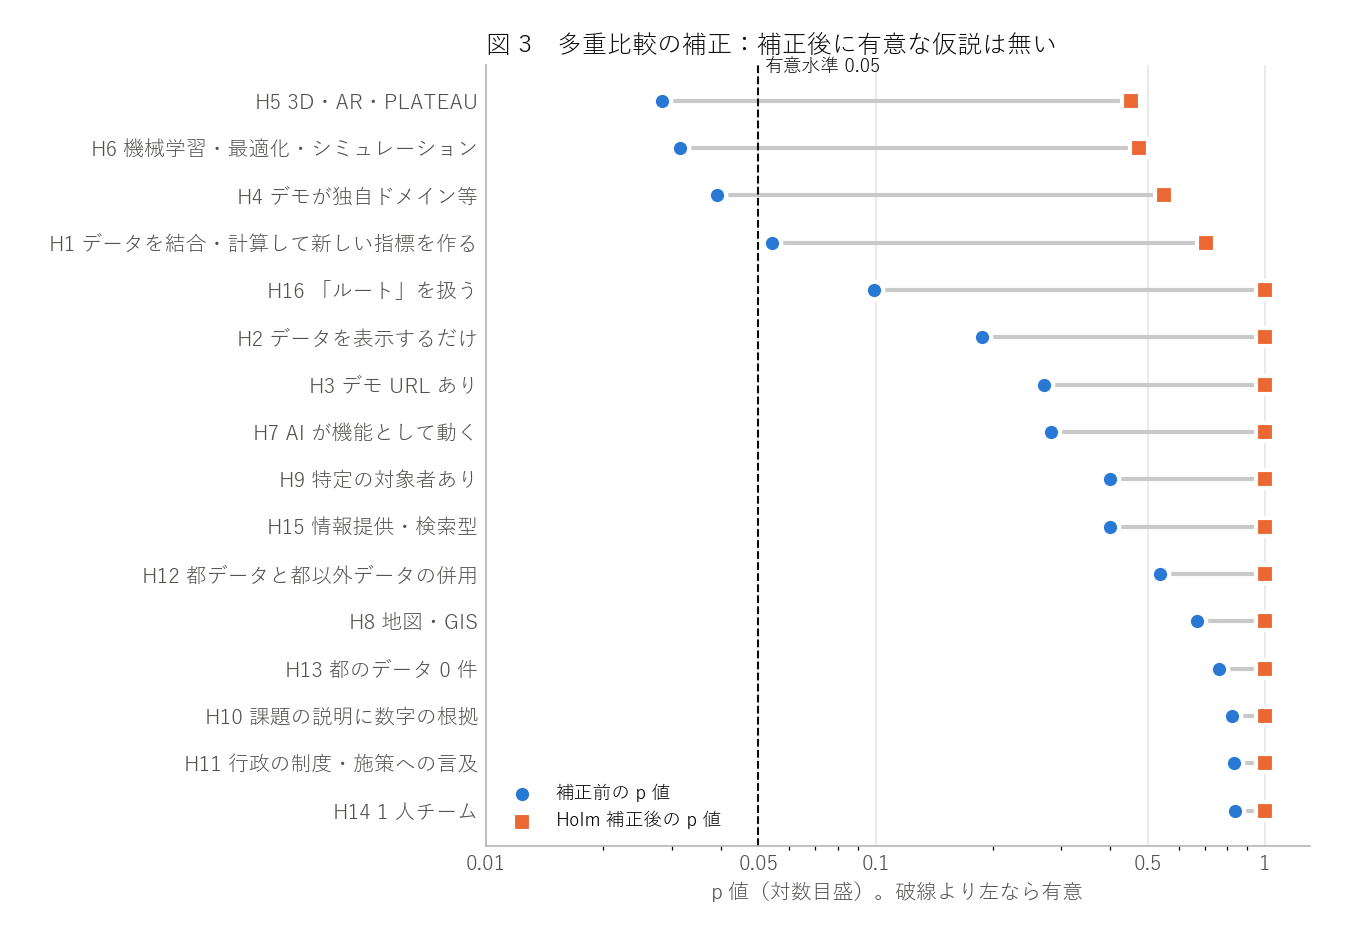 図 3　多重比較の補正：補正後に有意な仮説は無い
有意水準 0.05
H5 3D・AR・PLATEAU
H6 機械学習・最適化・シミュレーション
H4 デモが独自ドメイン等
H1 データを結合・計算して新しい指標を作る
H16 「ルート」を扱う
H2 データを表示するだけ
H3 デモ URL あり
H7 AI が機能として動く
H9 特定の対象者あり
H15 情報提供・検索型
H12 都データと都以外データの併用
H8 地図・GIS
H13 都のデータ 0 件
H10 課題の説明に数字の根拠
H11 行政の制度・施策への言及
H14 1 人チーム
補正前の p 値
Holm 補正後の p 値
0.01 0.05 0.1 0.5 1
p 値（対数目盛）。破線より左なら有意